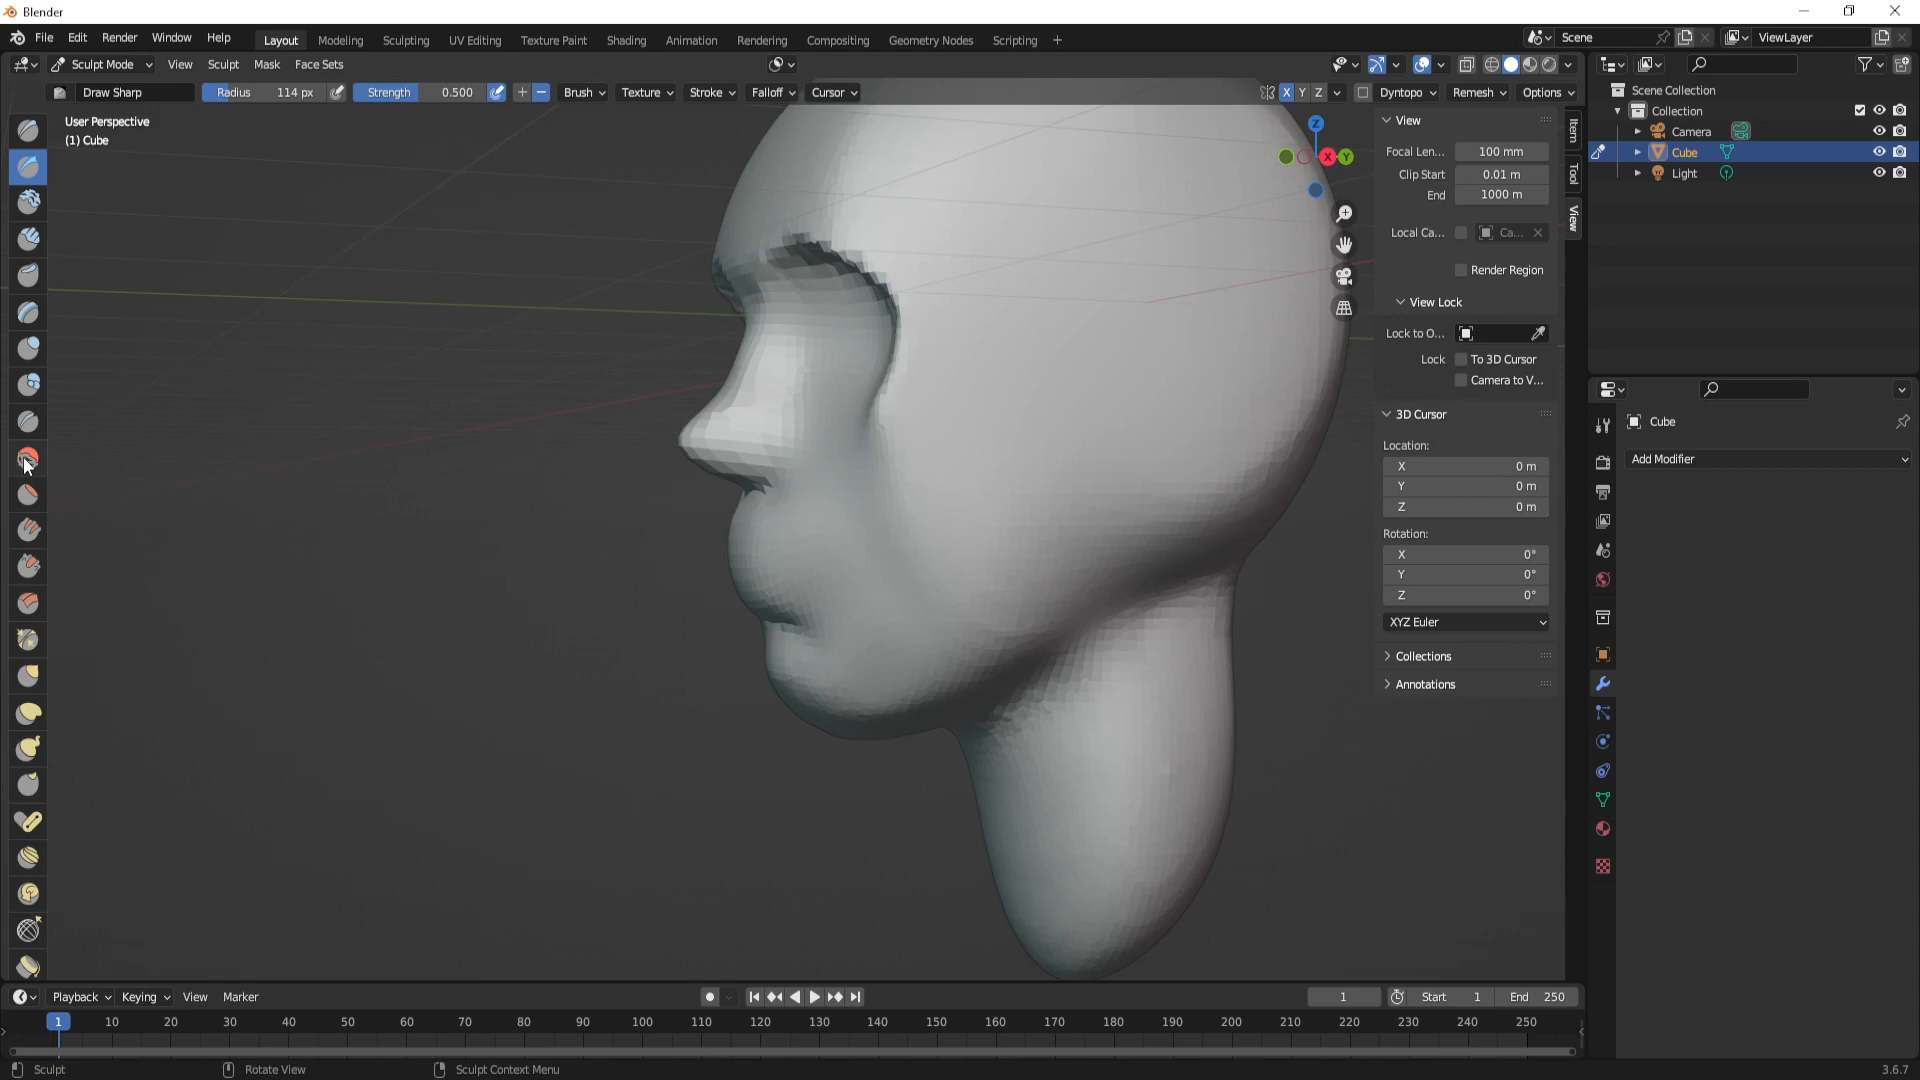 Blender
File Edit Render Window Help Layout Modeling Sculpting UV Editing Texture Paint Shading Animation Rendering Compositing Geometry Nodes Scripting + Scene ViewLayer
Sculpt Mode View Sculpt Mask Face Sets
Draw Sharp Radius 114 px Strength 0.500 Brush Texture Stroke Falloff Cursor X Y Z Dyntopo Remesh Options
User Perspective
(1) Cube
Z
X Y
View
Focal Len... 100 mm
Clip Start 0.01 m
End 1000 m
Local Ca... Ca...
Render Region
View Lock
Lock to O...
Lock To 3D Cursor
Camera to V...
3D Cursor
Location:
X 0 m
Y 0 m
Z 0 m
Rotation:
X 0°
Y 0°
Z 0°
XYZ Euler
Collections
Annotations
Item
Tool
View
Scene Collection
Collection
Camera
Cube
Light
Cube
Add Modifier
Playback Keying View Marker 1 Start 1 End 250
1 10 20 30 40 50 60 70 80 90 100 110 120 130 140 150 160 170 180 190 200 210 220 230 240 250
Sculpt Rotate View Sculpt Context Menu 3.6.7